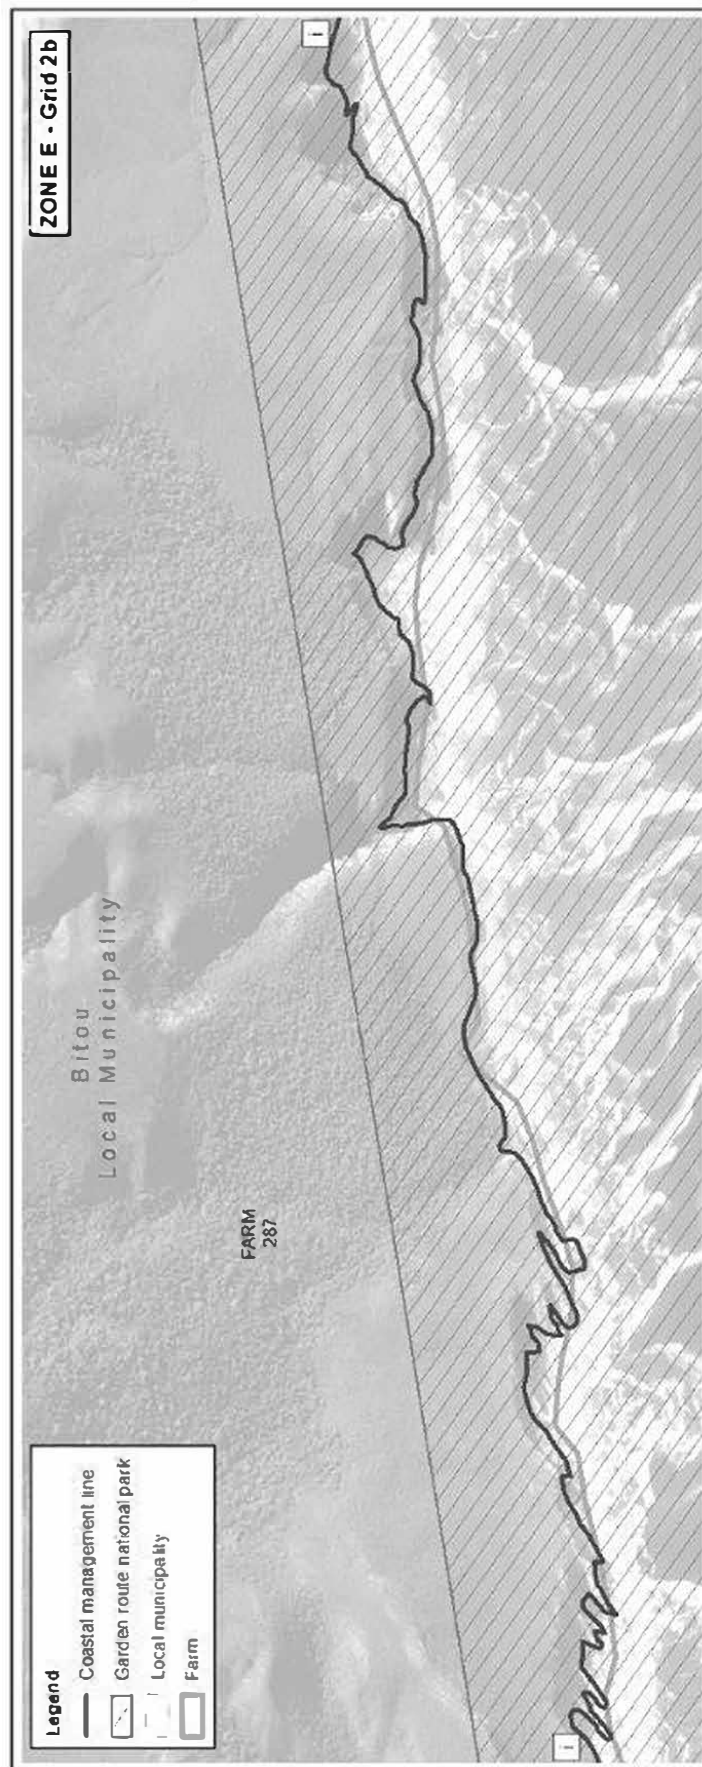 ZONE E - Grid 2b
i
Bitou
Local Municipality
FARM
287
i
Legend
Coastal management line
Garden route national park
Local municipality
Farm